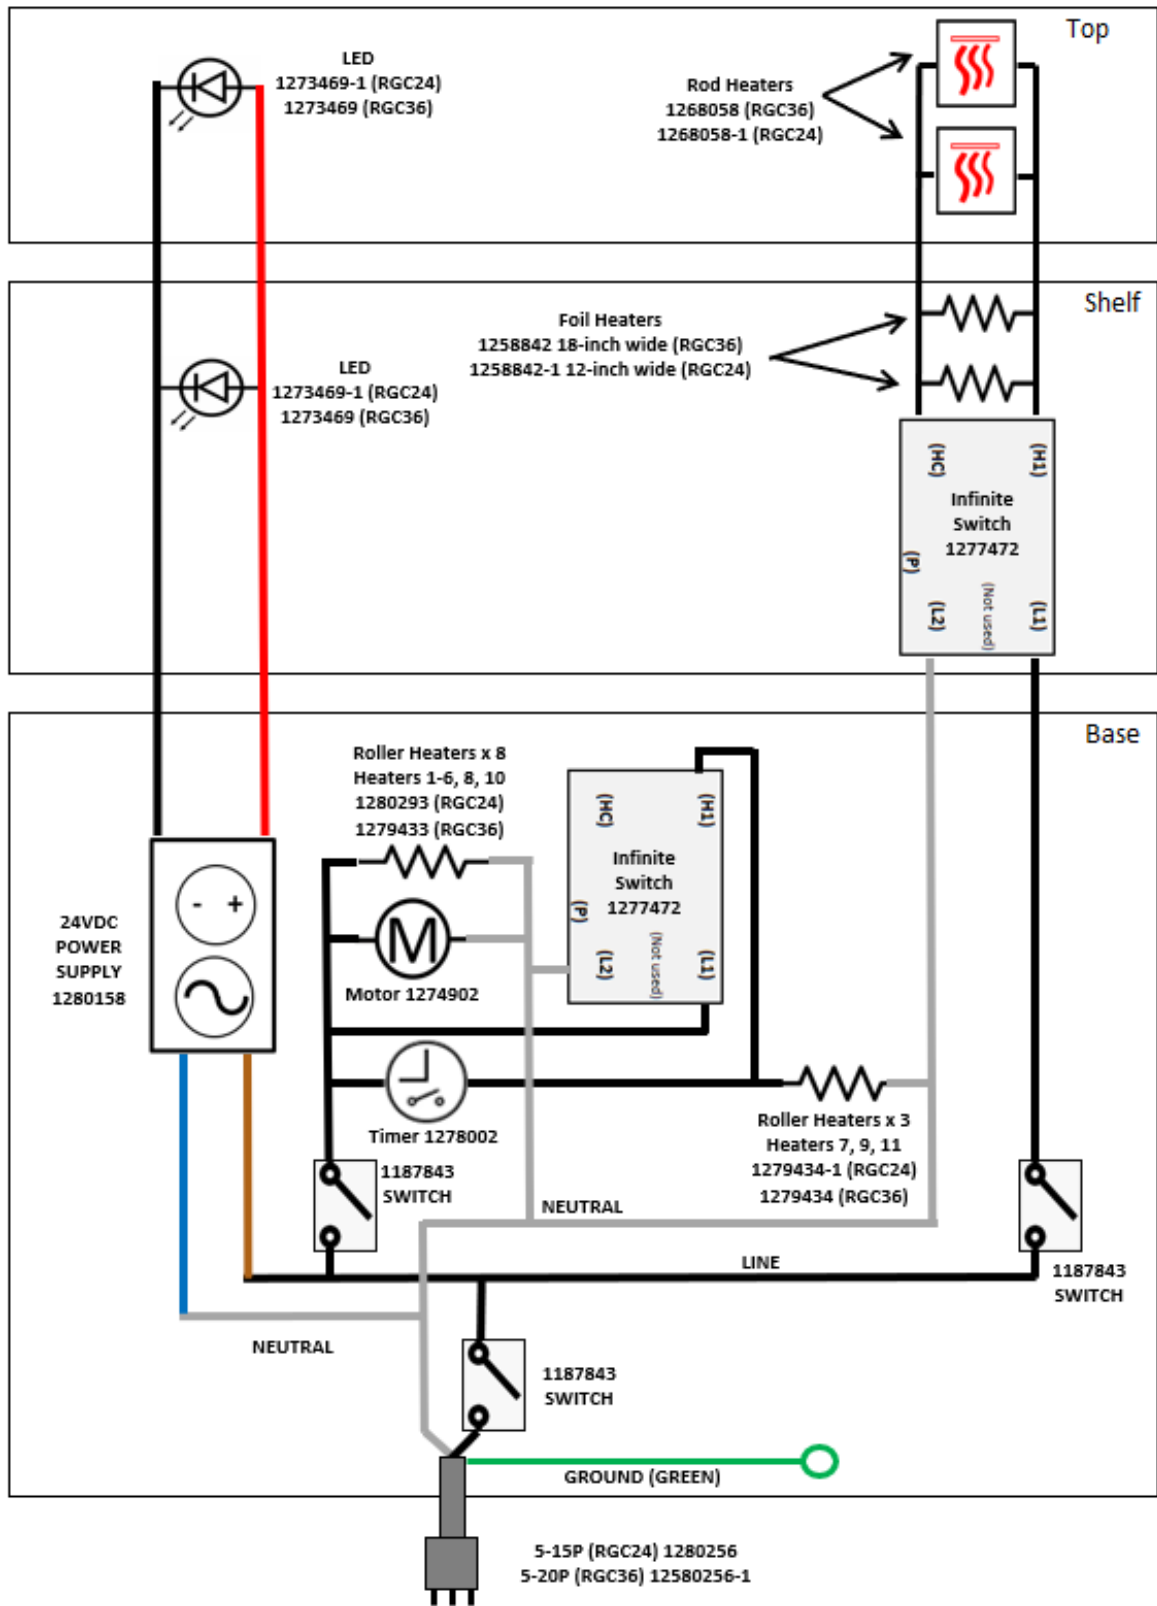 Top
LED
1273469-1 (RGC24)
1273469 (RGC36)
Rod Heaters
1268058 (RGC36)
1268058-1 (RGC24)
Shelf
Foil Heaters
1258842 18-inch wide (RGC36)
1258842-1 12-inch wide (RGC24)
LED
1273469-1 (RGC24)
1273469 (RGC36)
(HC)
(H1)
Infinite
Switch
1277472
(P)
(L2)
(Not used)
(L1)
Base
Roller Heaters x 8
Heaters 1-6, 8, 10
1280293 (RGC24)
1279433 (RGC36)
(HC)
(H1)
Infinite
Switch
1277472
(P)
(L2)
(Not used)
(L1)
- +
24VDC
POWER
SUPPLY
1280158
M
Motor 1274902
Timer 1278002
Roller Heaters x 3
Heaters 7, 9, 11
1279434-1 (RGC24)
1279434 (RGC36)
1187843
SWITCH
NEUTRAL
LINE
1187843
SWITCH
NEUTRAL
1187843
SWITCH
GROUND (GREEN)
5-15P (RGC24) 1280256
5-20P (RGC36) 12580256-1